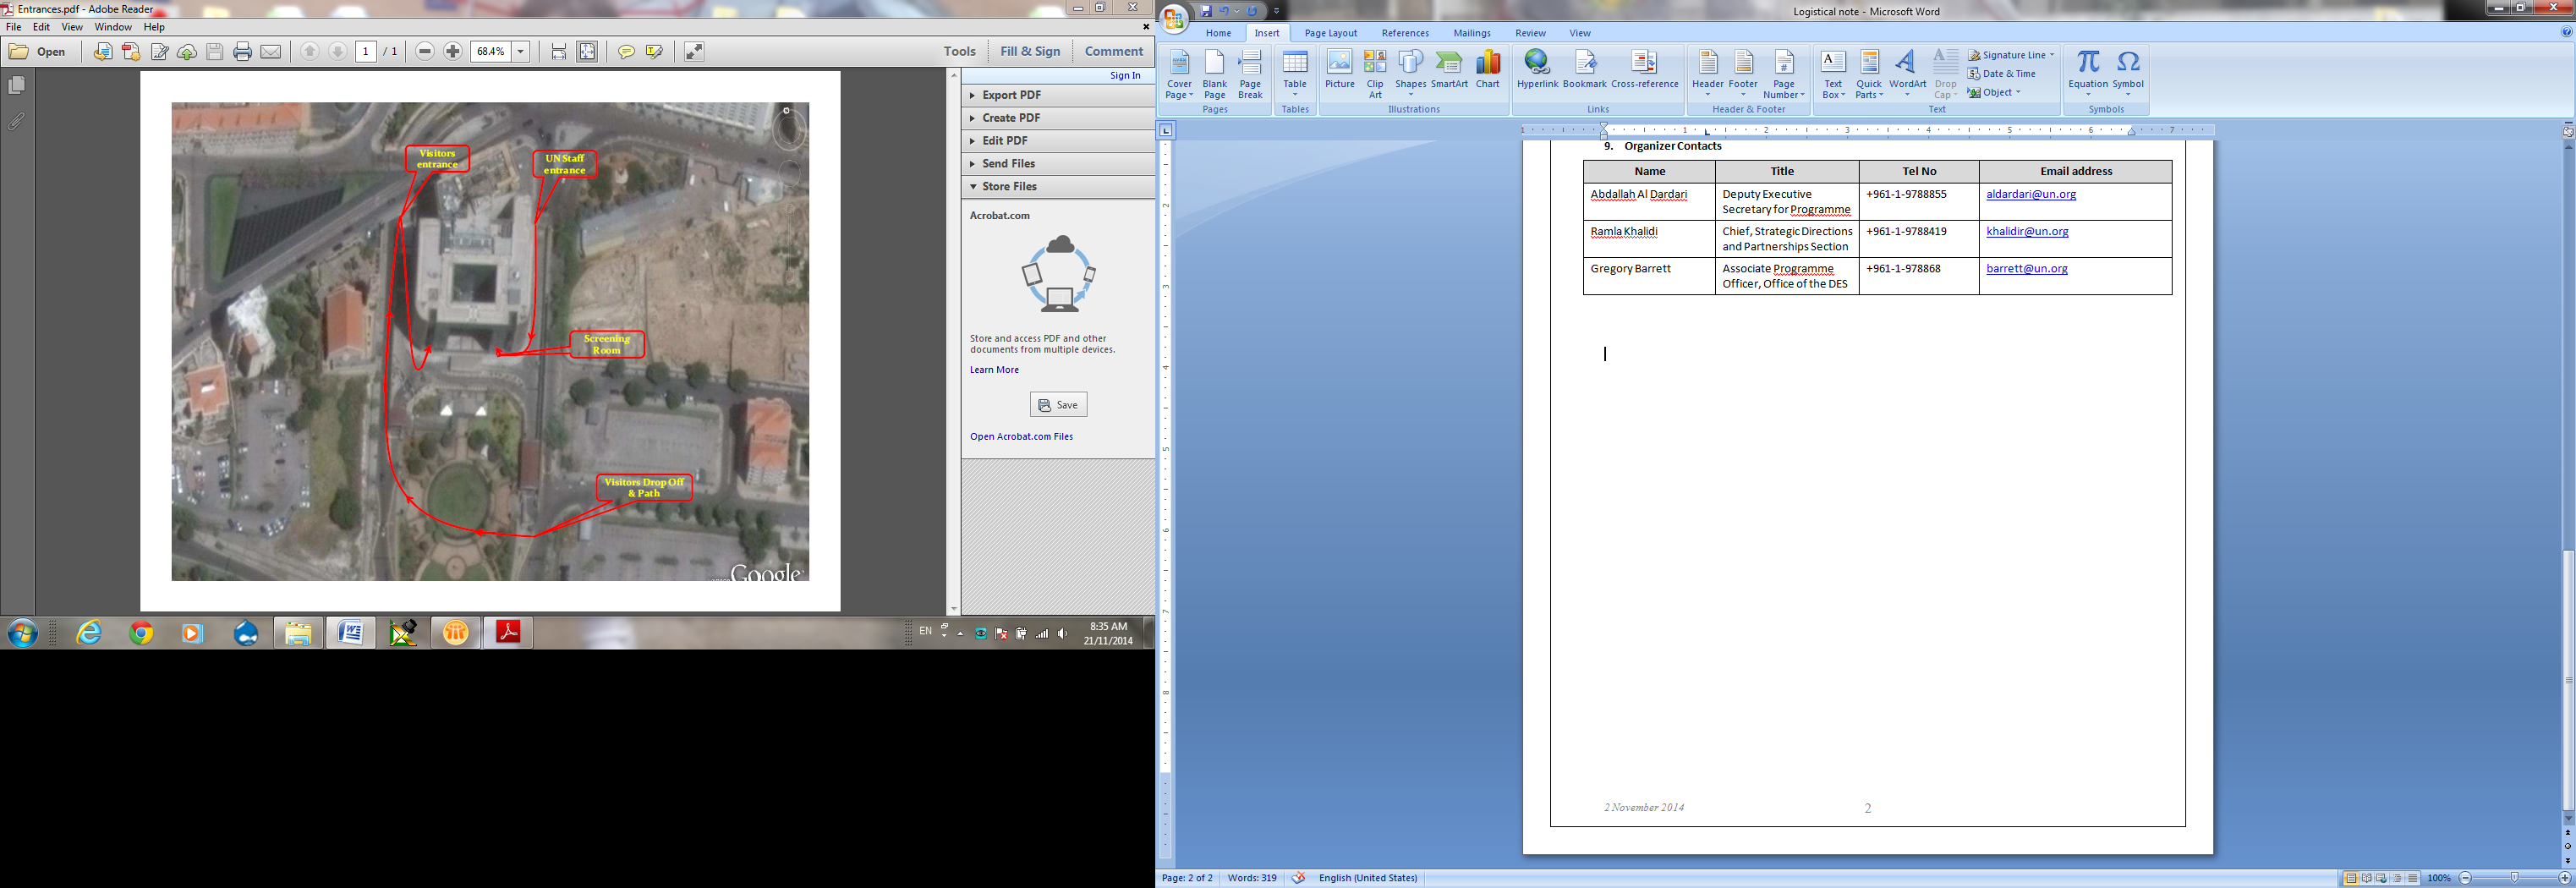 Entrances.pdf - Adobe Reader
File Edit View Window Help
Open 1 / 1 68.4% Tools Fill & Sign Comment
Sign In
Export PDF
Create PDF
Edit PDF
Send Files
Store Files
Acrobat.com
Store and access PDF and other
documents from multiple devices.
Learn More
Save
Open Acrobat.com Files
Visitors
entrance
UN Staff
entrance
Screening
Room
Visitors Drop Off
& Path
Google
EN
8:35 AM
21/11/2014
Logistical note - Microsoft Word
Home Insert Page Layout References Mailings Review View
Cover
Page
Blank
Page
Page
Break
Pages
Table
Tables
Picture
Clip
Art
Shapes
SmartArt
Chart
Illustrations
Hyperlink
Bookmark
Cross-reference
Links
Header
Footer
Page
Number
Header & Footer
Text
Box
Quick
Parts
WordArt
Drop
Cap
Signature Line
Date & Time
Object
Text
Equation
Symbol
Symbols
9. Organizer Contacts
Name Title Tel No Email address
Abdallah Al Dardari Deputy Executive +961-1-9788855 aldardari@un.org
Secretary for Programme
Ramla Khalidi Chief, Strategic Directions +961-1-9788419 khalidir@un.org
and Partnerships Section
Gregory Barrett Associate Programme +961-1-978868 barrett@un.org
Officer, Office of the DES
2 November 2014 2
Page: 2 of 2 Words: 319 English (United States) 100%